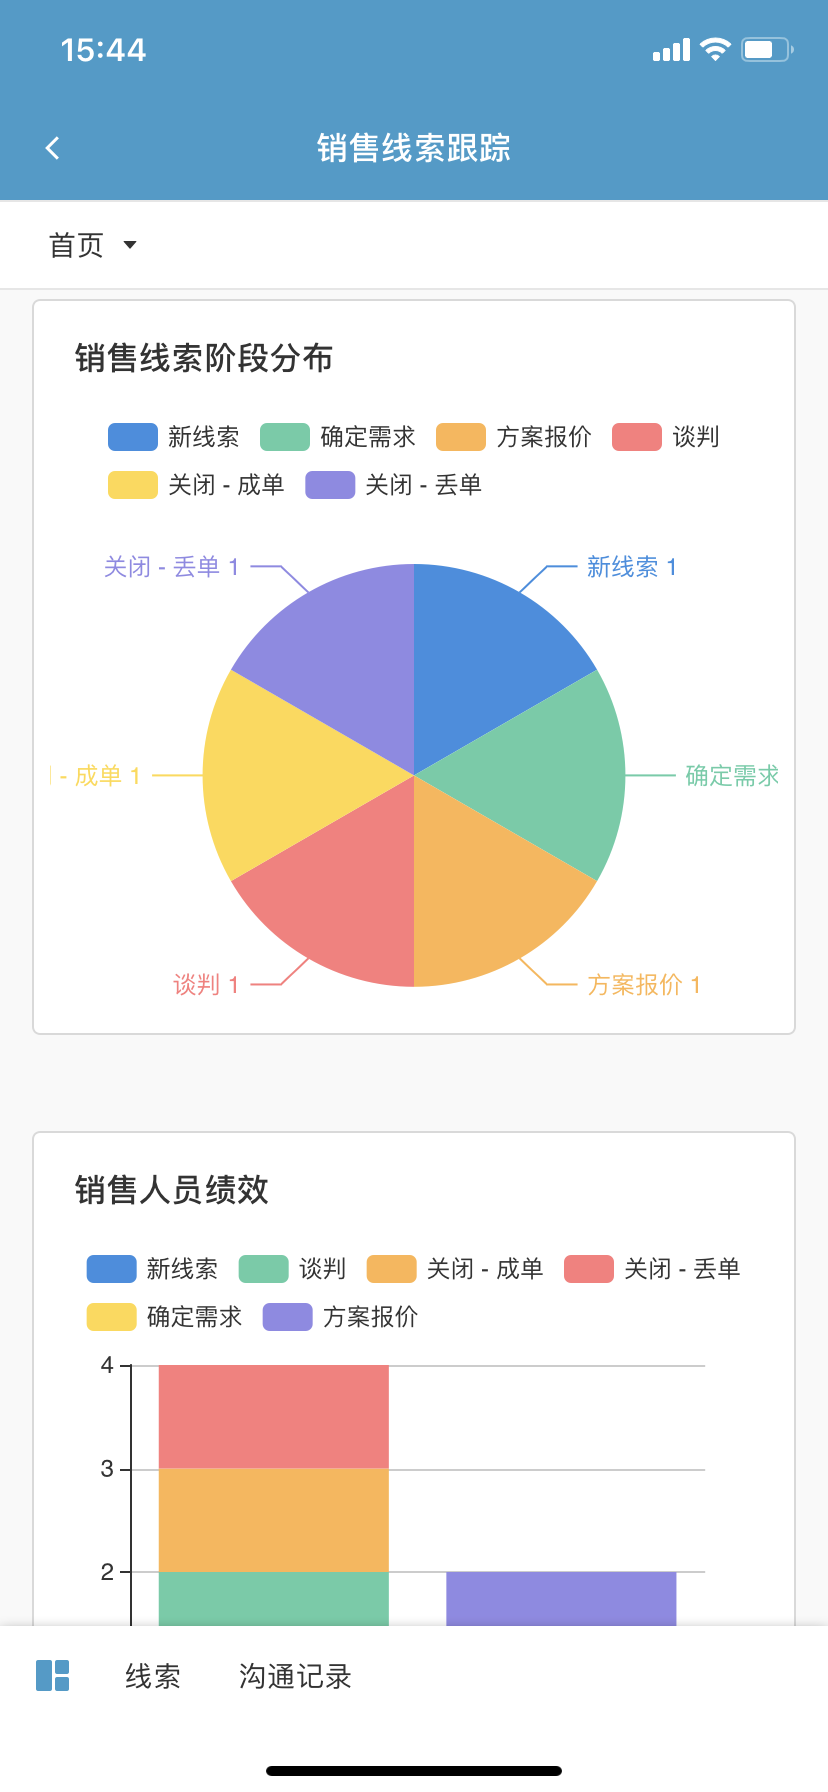 15:44
销售线索跟踪
首页
销售线索阶段分布
新线索 确定需求 方案报价 谈判
关闭 - 成单 关闭 - 丢单
关闭 - 丢单 1 新线索 1
- 成单 1 确定需求
谈判 1 方案报价 1
销售人员绩效
新线索 谈判 关闭 - 成单 关闭 - 丢单
确定需求 方案报价
4
3
2
线索 沟通记录